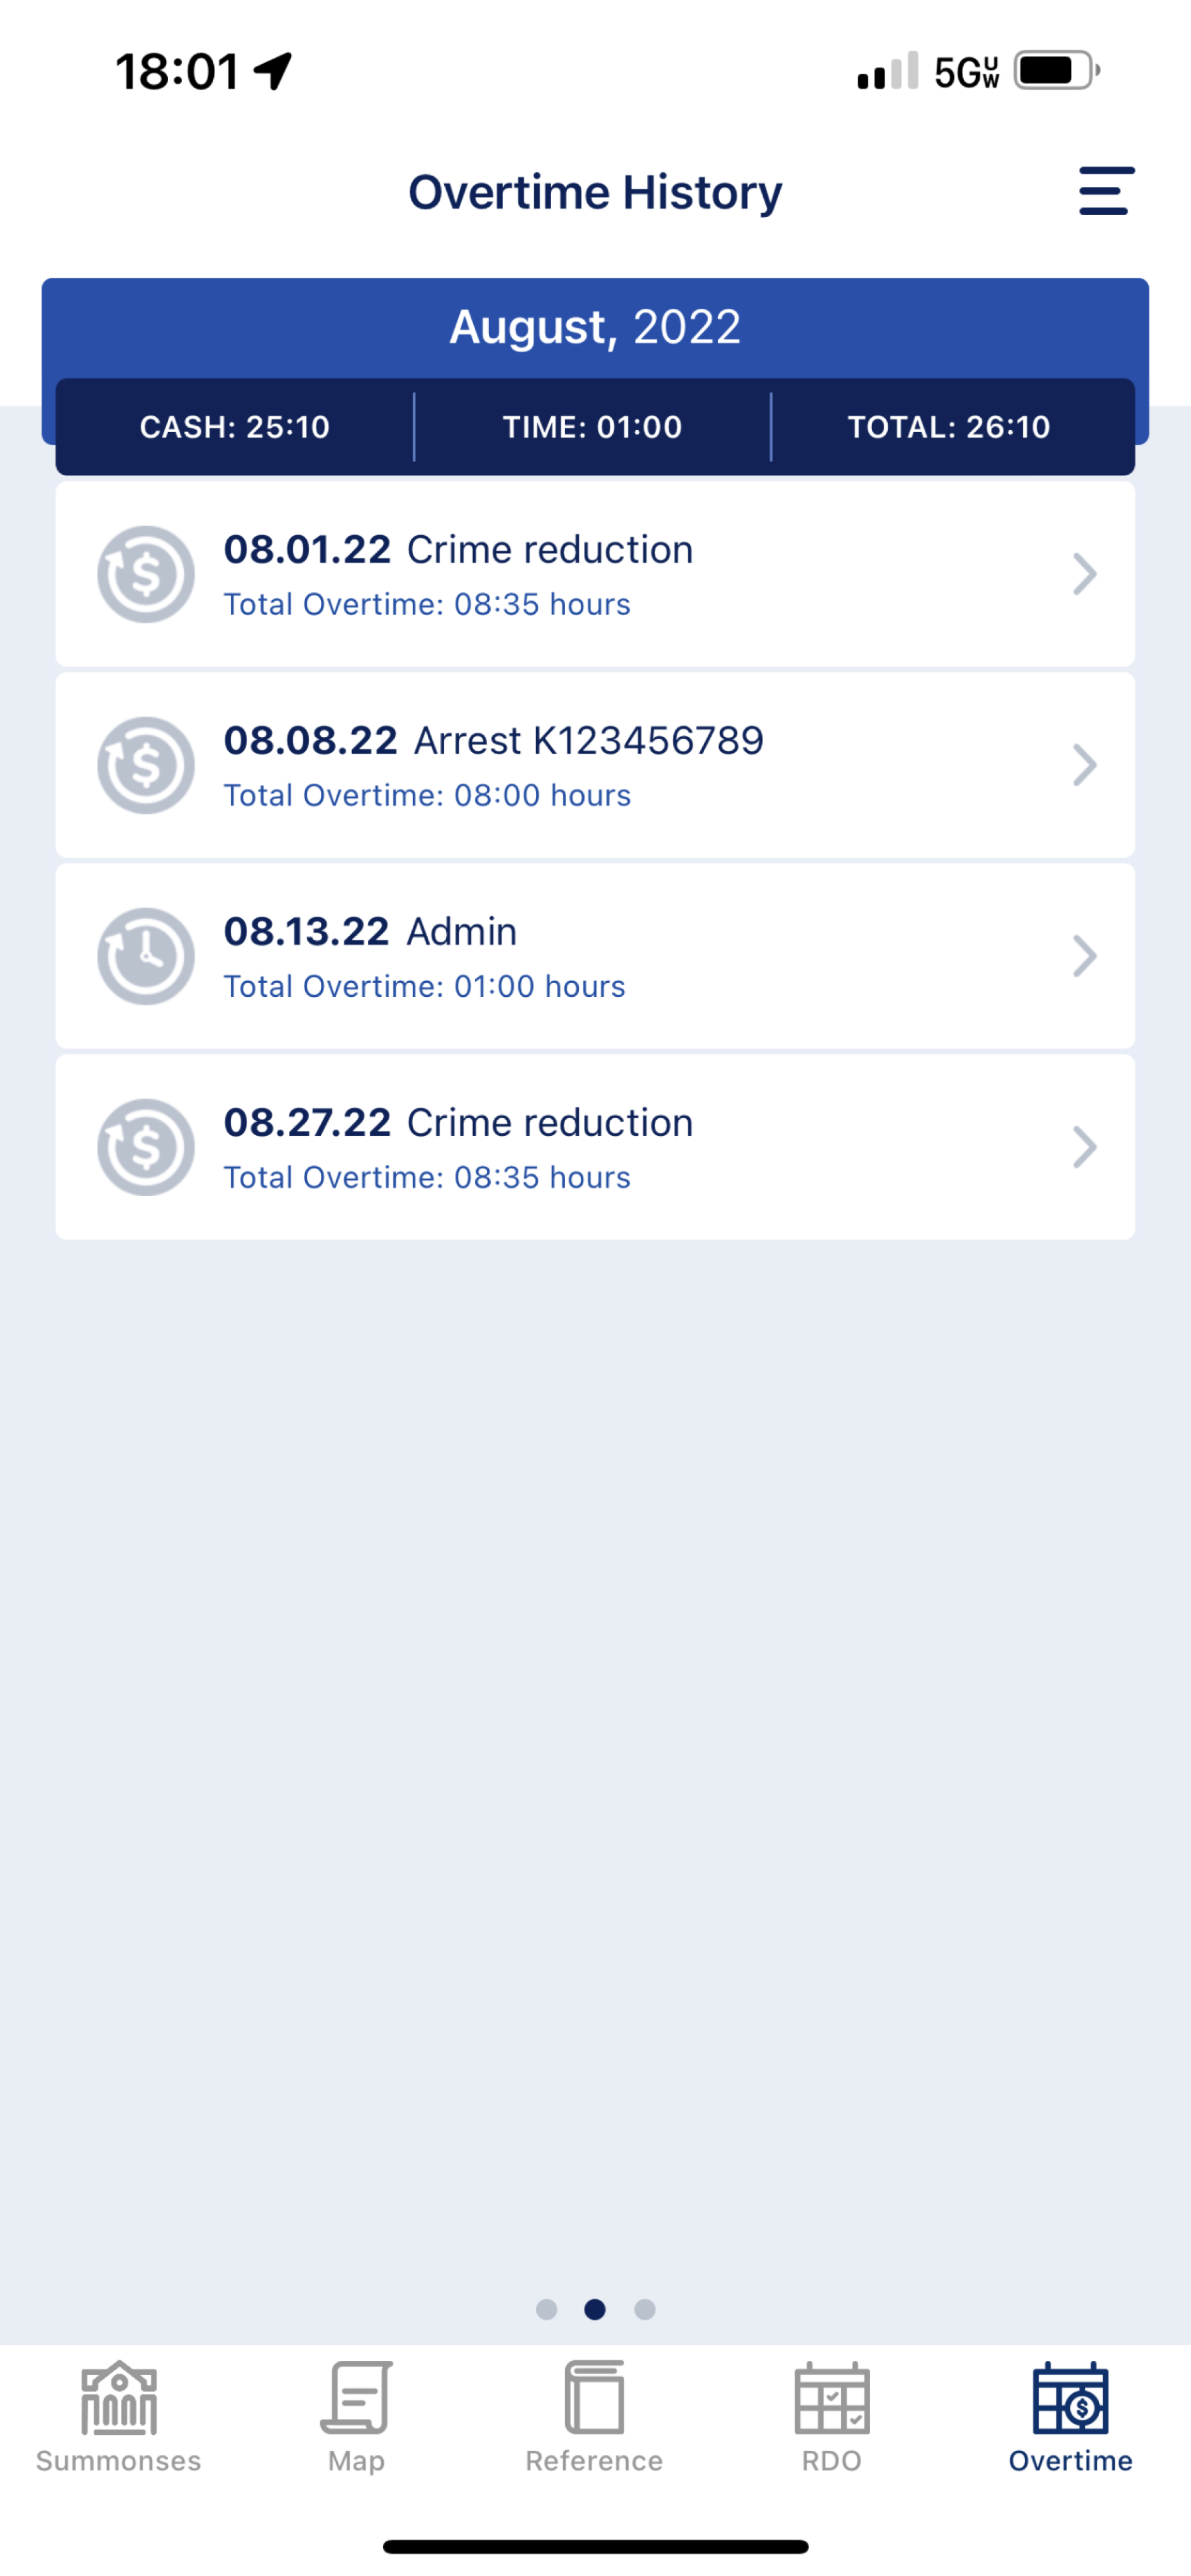 18:01
5G UW
Overtime History
August, 2022
CASH: 25:10
TIME: 01:00
TOTAL: 26:10
08.01.22 Crime reduction
Total Overtime: 08:35 hours
08.08.22 Arrest K123456789
Total Overtime: 08:00 hours
08.13.22 Admin
Total Overtime: 01:00 hours
08.27.22 Crime reduction
Total Overtime: 08:35 hours
Summonses
Map
Reference
RDO
Overtime